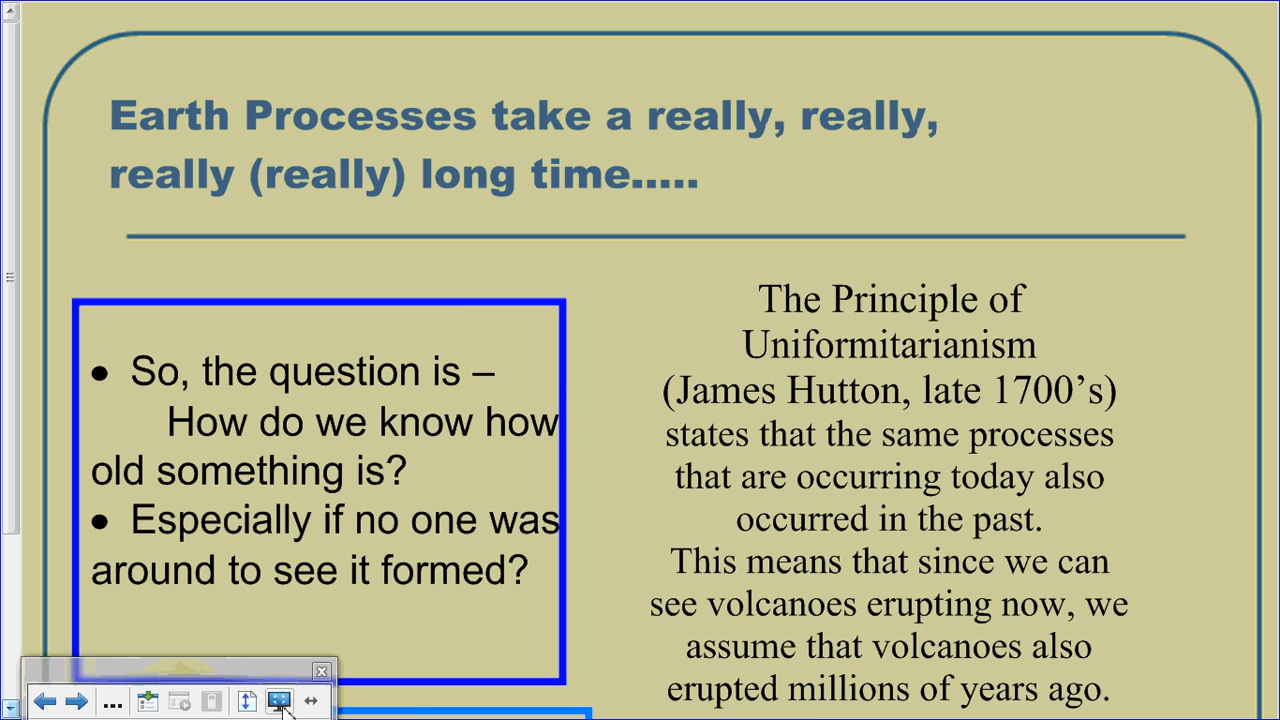 Earth Processes take a really, really,
really (really) long time.....
● So, the question is –
How do we know how
old something is?
● Especially if no one was
around to see it formed?
The Principle of
Uniformitarianism
(James Hutton, late 1700’s)
states that the same processes
that are occurring today also
occurred in the past.
This means that since we can
see volcanoes erupting now, we
assume that volcanoes also
erupted millions of years ago.